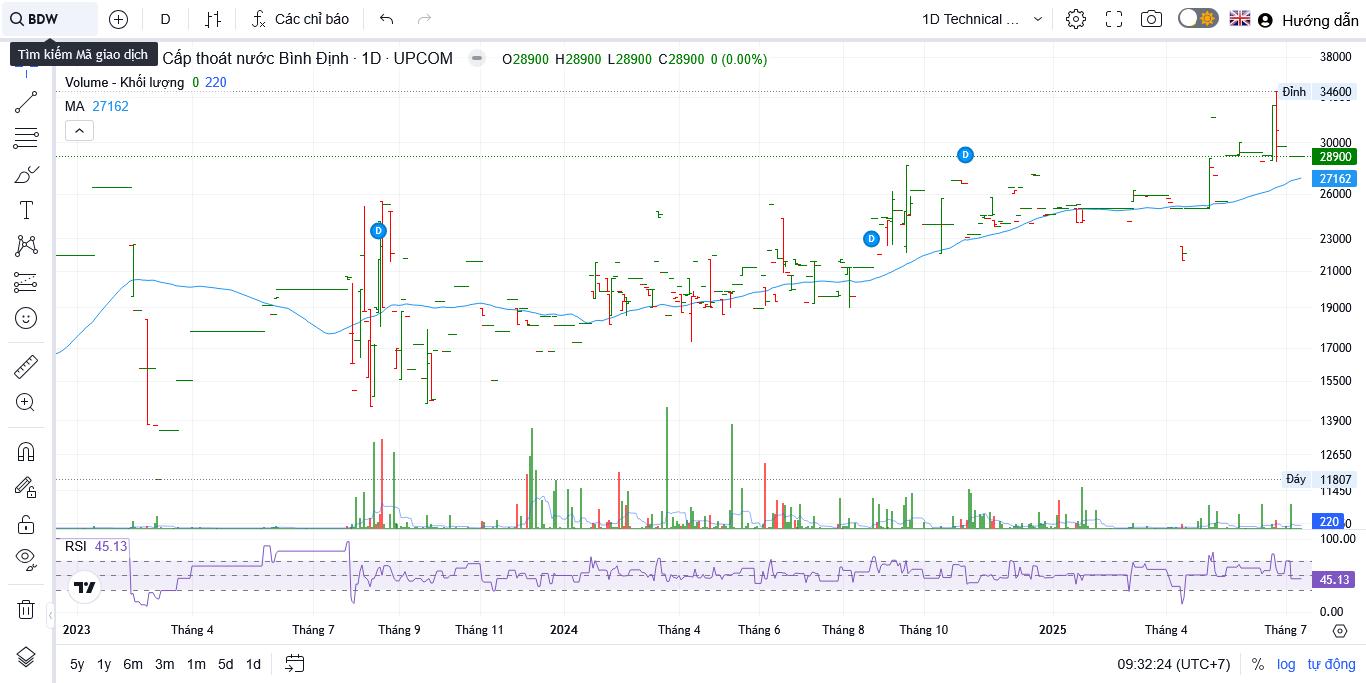 BDW
D
Các chỉ báo
1D Technical ...
Hướng dẫn
Tìm kiếm Mã giao dịch
Cấp thoát nước Bình Định · 1D · UPCOM
O28900 H28900 L28900 C28900 0 (0.00%)
Volume - Khối lượng 0 220
MA 27162
38000
Đỉnh 34600
30000
28900
27162
26000
23000
21000
19000
17000
15500
13900
12650
Đáy 11807
11450
220
D
D
D
RSI 45.13
100.00
45.13
0.00
2023 Tháng 4 Tháng 7 Tháng 9 Tháng 11 2024 Tháng 4 Tháng 6 Tháng 8 Tháng 10 2025 Tháng 4 Tháng 7
5y 1y 6m 3m 1m 5d 1d
09:32:24 (UTC+7) % log tự động